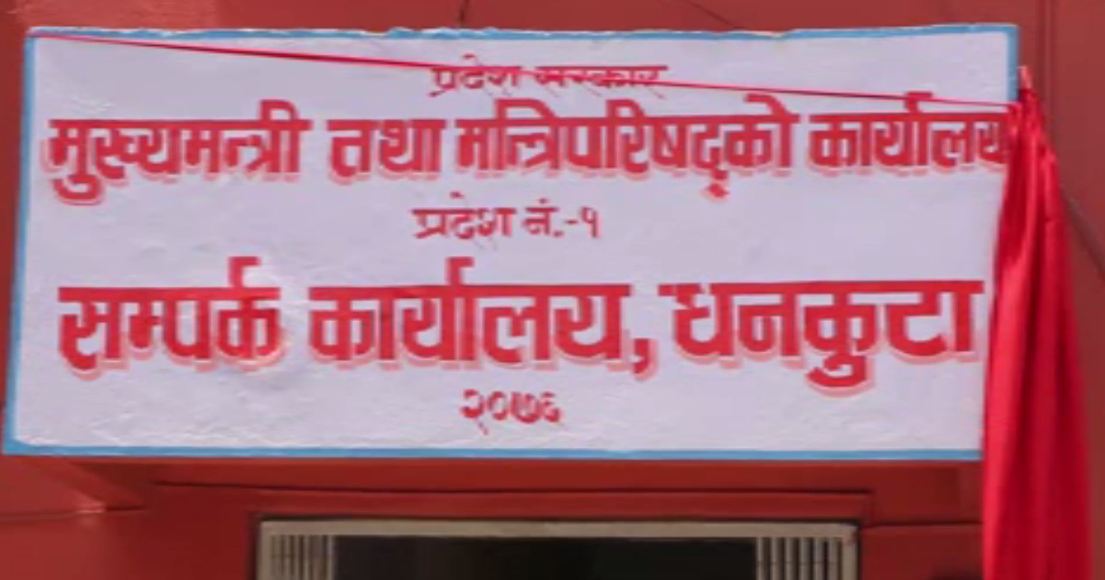 प्रदेश सरकार
मुख्यमन्त्री तथा मन्त्रिपरिषद्को कार्यालय
प्रदेश नं.-१
सम्पर्क कार्यालय, धनकुटा
२०७६